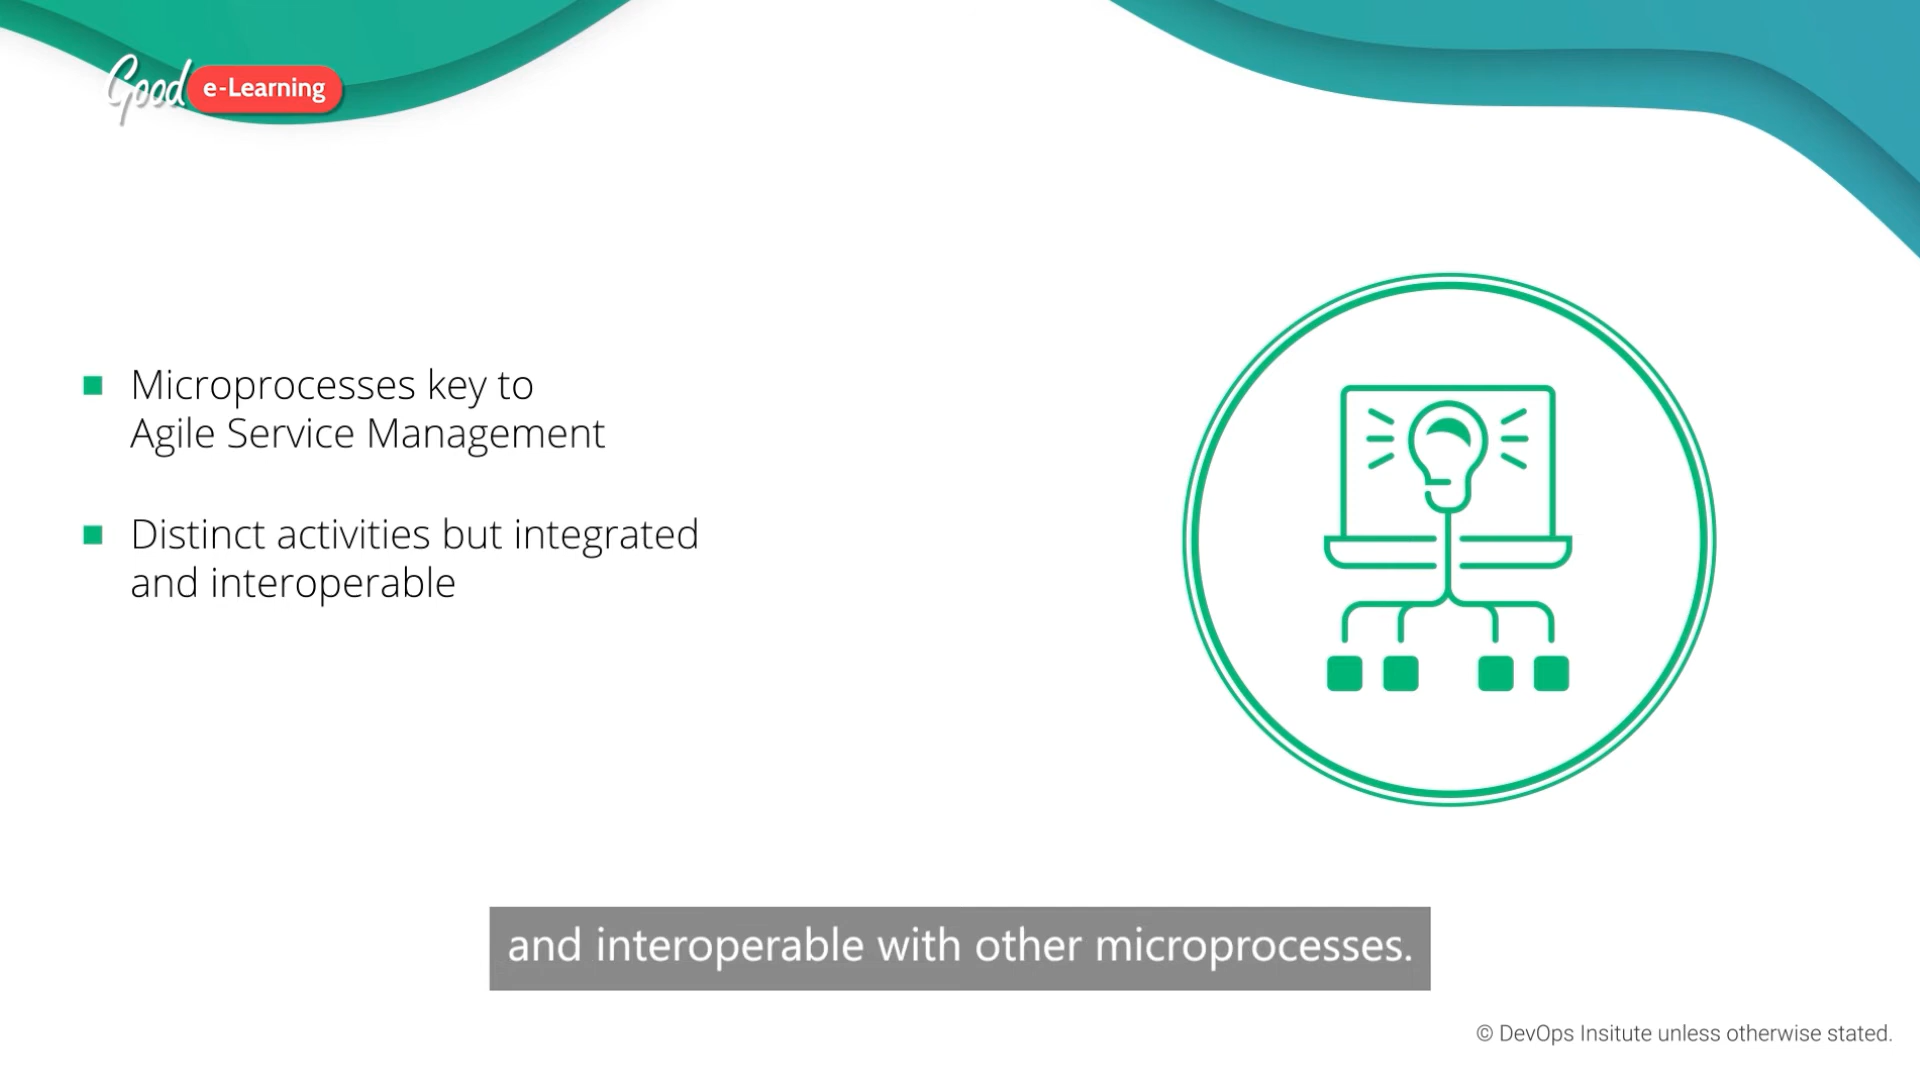 Good e-Learning
Microprocesses key to
Agile Service Management
Distinct activities but integrated
and interoperable
and interoperable with other microprocesses.
© DevOps Insitute unless otherwise stated.